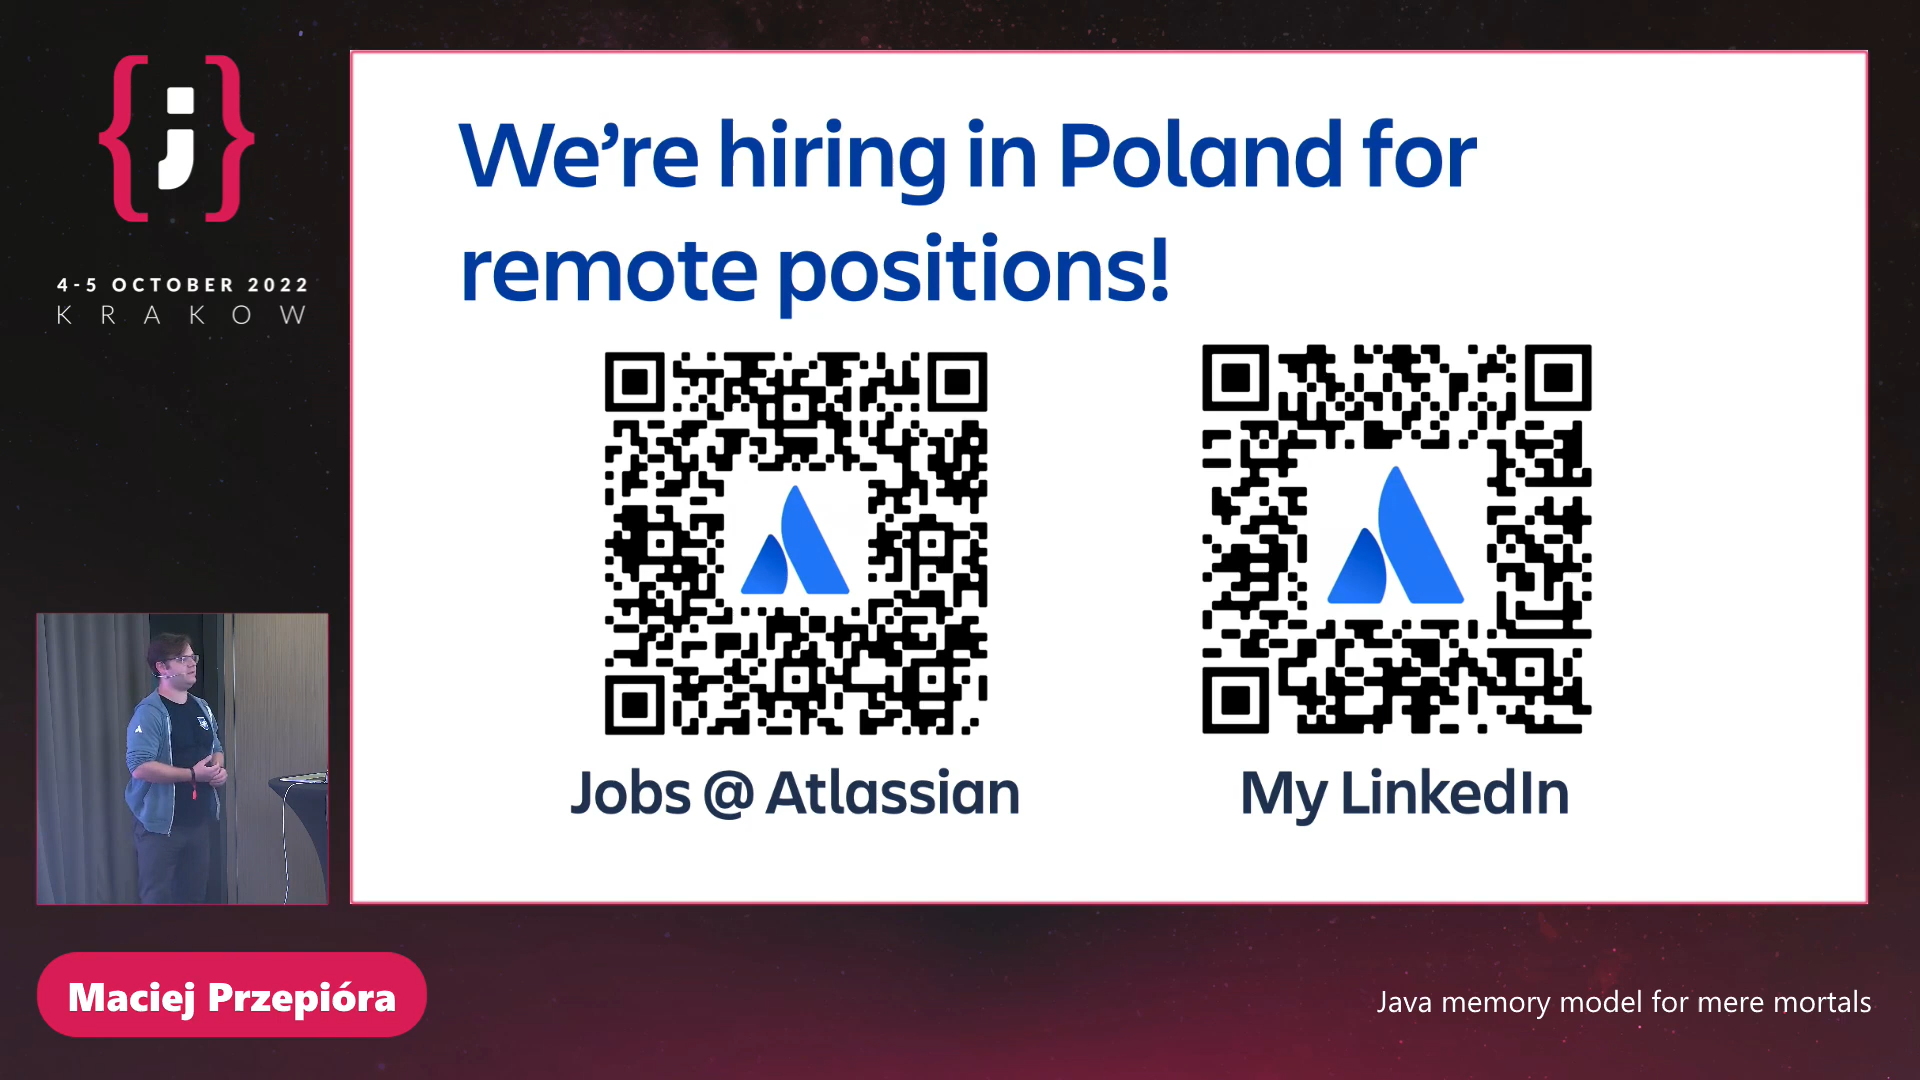 {;}
4-5 OCTOBER 2022
KRAKOW
We're hiring in Poland for
remote positions!
Jobs @ Atlassian
My LinkedIn
Maciej Przepióra
Java memory model for mere mortals